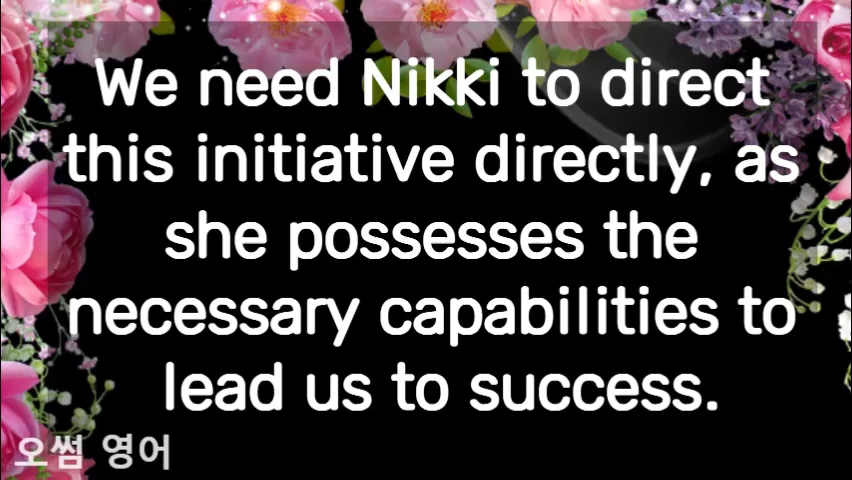 We need Nikki to direct
this initiative directly, as
she possesses the
necessary capabilities to
lead us to success.
오썸 영어